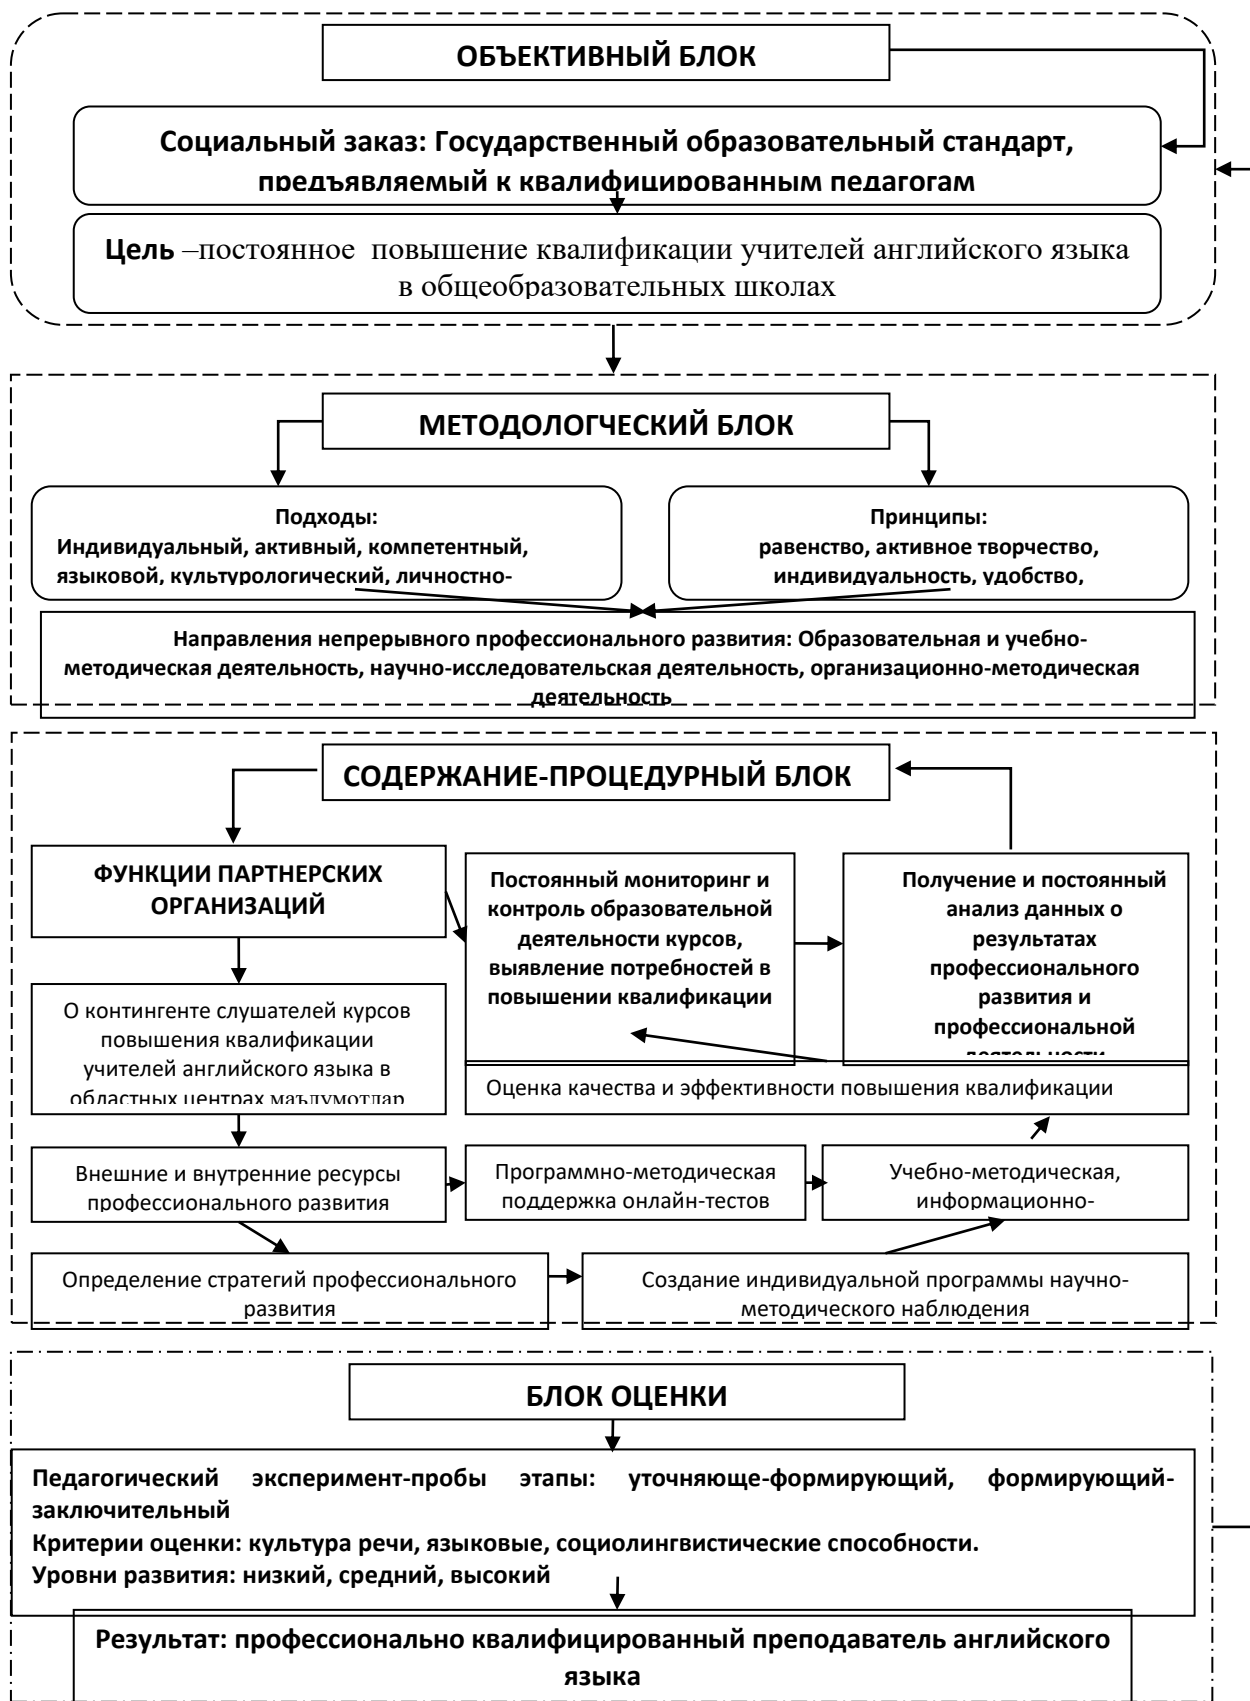 ОБЪЕКТИВНЫЙ БЛОК
Социальный заказ: Государственный образовательный стандарт,
предъявляемый к квалифицированным педагогам
Цель –постоянное повышение квалификации учителей английского языка
в общеобразовательных школах
МЕТОДОЛОГЧЕСКИЙ БЛОК
Подходы:
Индивидуальный, активный, компетентный,
языковой, культурологический, личностно-
Принципы:
равенство, активное творчество,
индивидуальность, удобство,
Направления непрерывного профессионального развития: Образовательная и учебно-
методическая деятельность, научно-исследовательская деятельность, организационно-методическая
деятельность
СОДЕРЖАНИЕ-ПРОЦЕДУРНЫЙ БЛОК
ФУНКЦИИ ПАРТНЕРСКИХ
ОРГАНИЗАЦИЙ
Постоянный мониторинг и
контроль образовательной
деятельности курсов,
выявление потребностей в
повышении квалификации
Получение и постоянный
анализ данных о
результатах
профессионального
развития и
профессиональной
деятельности
О контингенте слушателей курсов
повышения квалификации
учителей английского языка в
областных центрах маълумотлар
Оценка качества и эффективности повышения квалификации
Внешние и внутренние ресурсы
профессионального развития
Программно-методическая
поддержка онлайн-тестов
Учебно-методическая,
информационно-
Определение стратегий профессионального
развития
Создание индивидуальной программы научно-
методического наблюдения
БЛОК ОЦЕНКИ
Педагогический эксперимент-пробы этапы: уточняюще-формирующий, формирующий-
заключительный
Критерии оценки: культура речи, языковые, социолингвистические способности.
Уровни развития: низкий, средний, высокий
Результат: профессионально квалифицированный преподаватель английского
языка